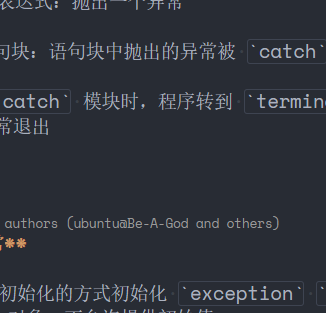 表达式：抛出一个异常
句块：语句块中抛出的异常被 `catch`
catch` 模块时，程序转到 `termin
常退出
authors (ubuntu@Be-A-God and others)
**
初始化的方式初始化 `exception` `